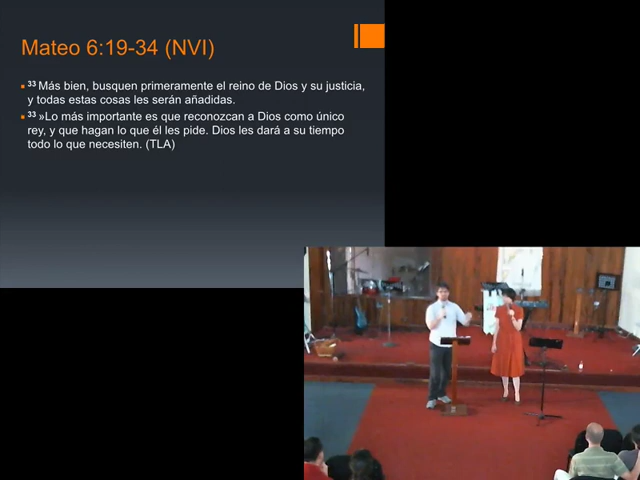 Mateo 6:19-34 (NVI)
33 Más bien, busquen primeramente el reino de Dios y su justicia,
y todas estas cosas les serán añadidas.
33 »Lo más importante es que reconozcan a Dios como único
rey, y que hagan lo que él les pide. Dios les dará a su tiempo
todo lo que necesiten. (TLA)